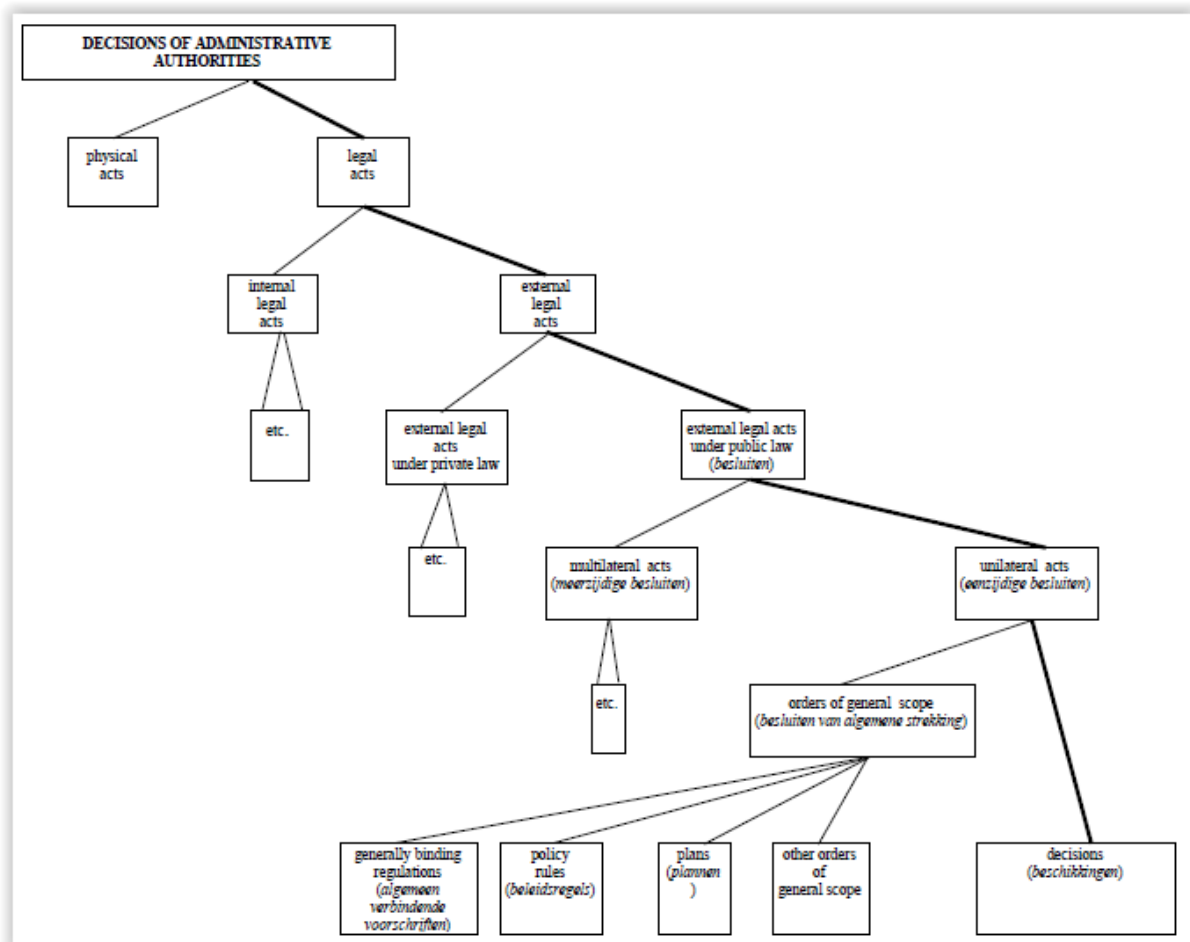 DECISIONS OF ADMINISTRATIVE
AUTHORITIES
physical
acts
legal
acts
internal
legal
acts
external
legal
acts
etc.
external legal
acts
under private law
external legal acts
under public law
(besluiten)
etc.
multilateral acts
(meerzijdige besluiten)
unilateral acts
(eenzijdige besluiten)
etc.
orders of general scope
(besluiten van algemene strekking)
generally binding
regulations
(algemeen
verbindende
voorschriften)
policy
rules
(beleidsregels)
plans
(plannen
)
other orders
of
general scope
decisions
(beschikkingen)